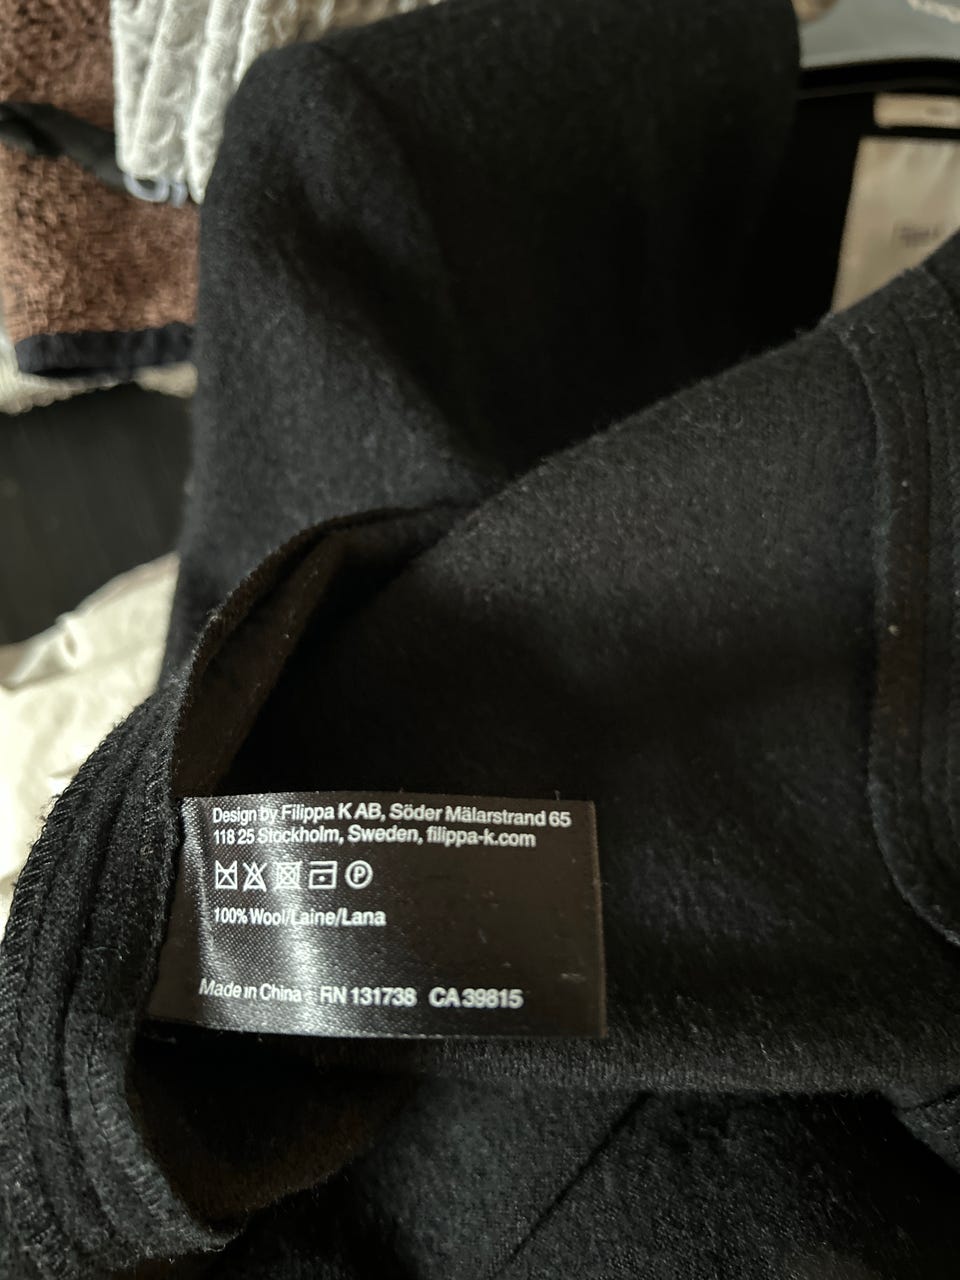 Design by Filippa K AB, Söder Mälarstrand 65
118 25 Stockholm, Sweden, filippa-k.com
P
100% Wool/Laine/Lana
Made in China RN 131738 CA 39815